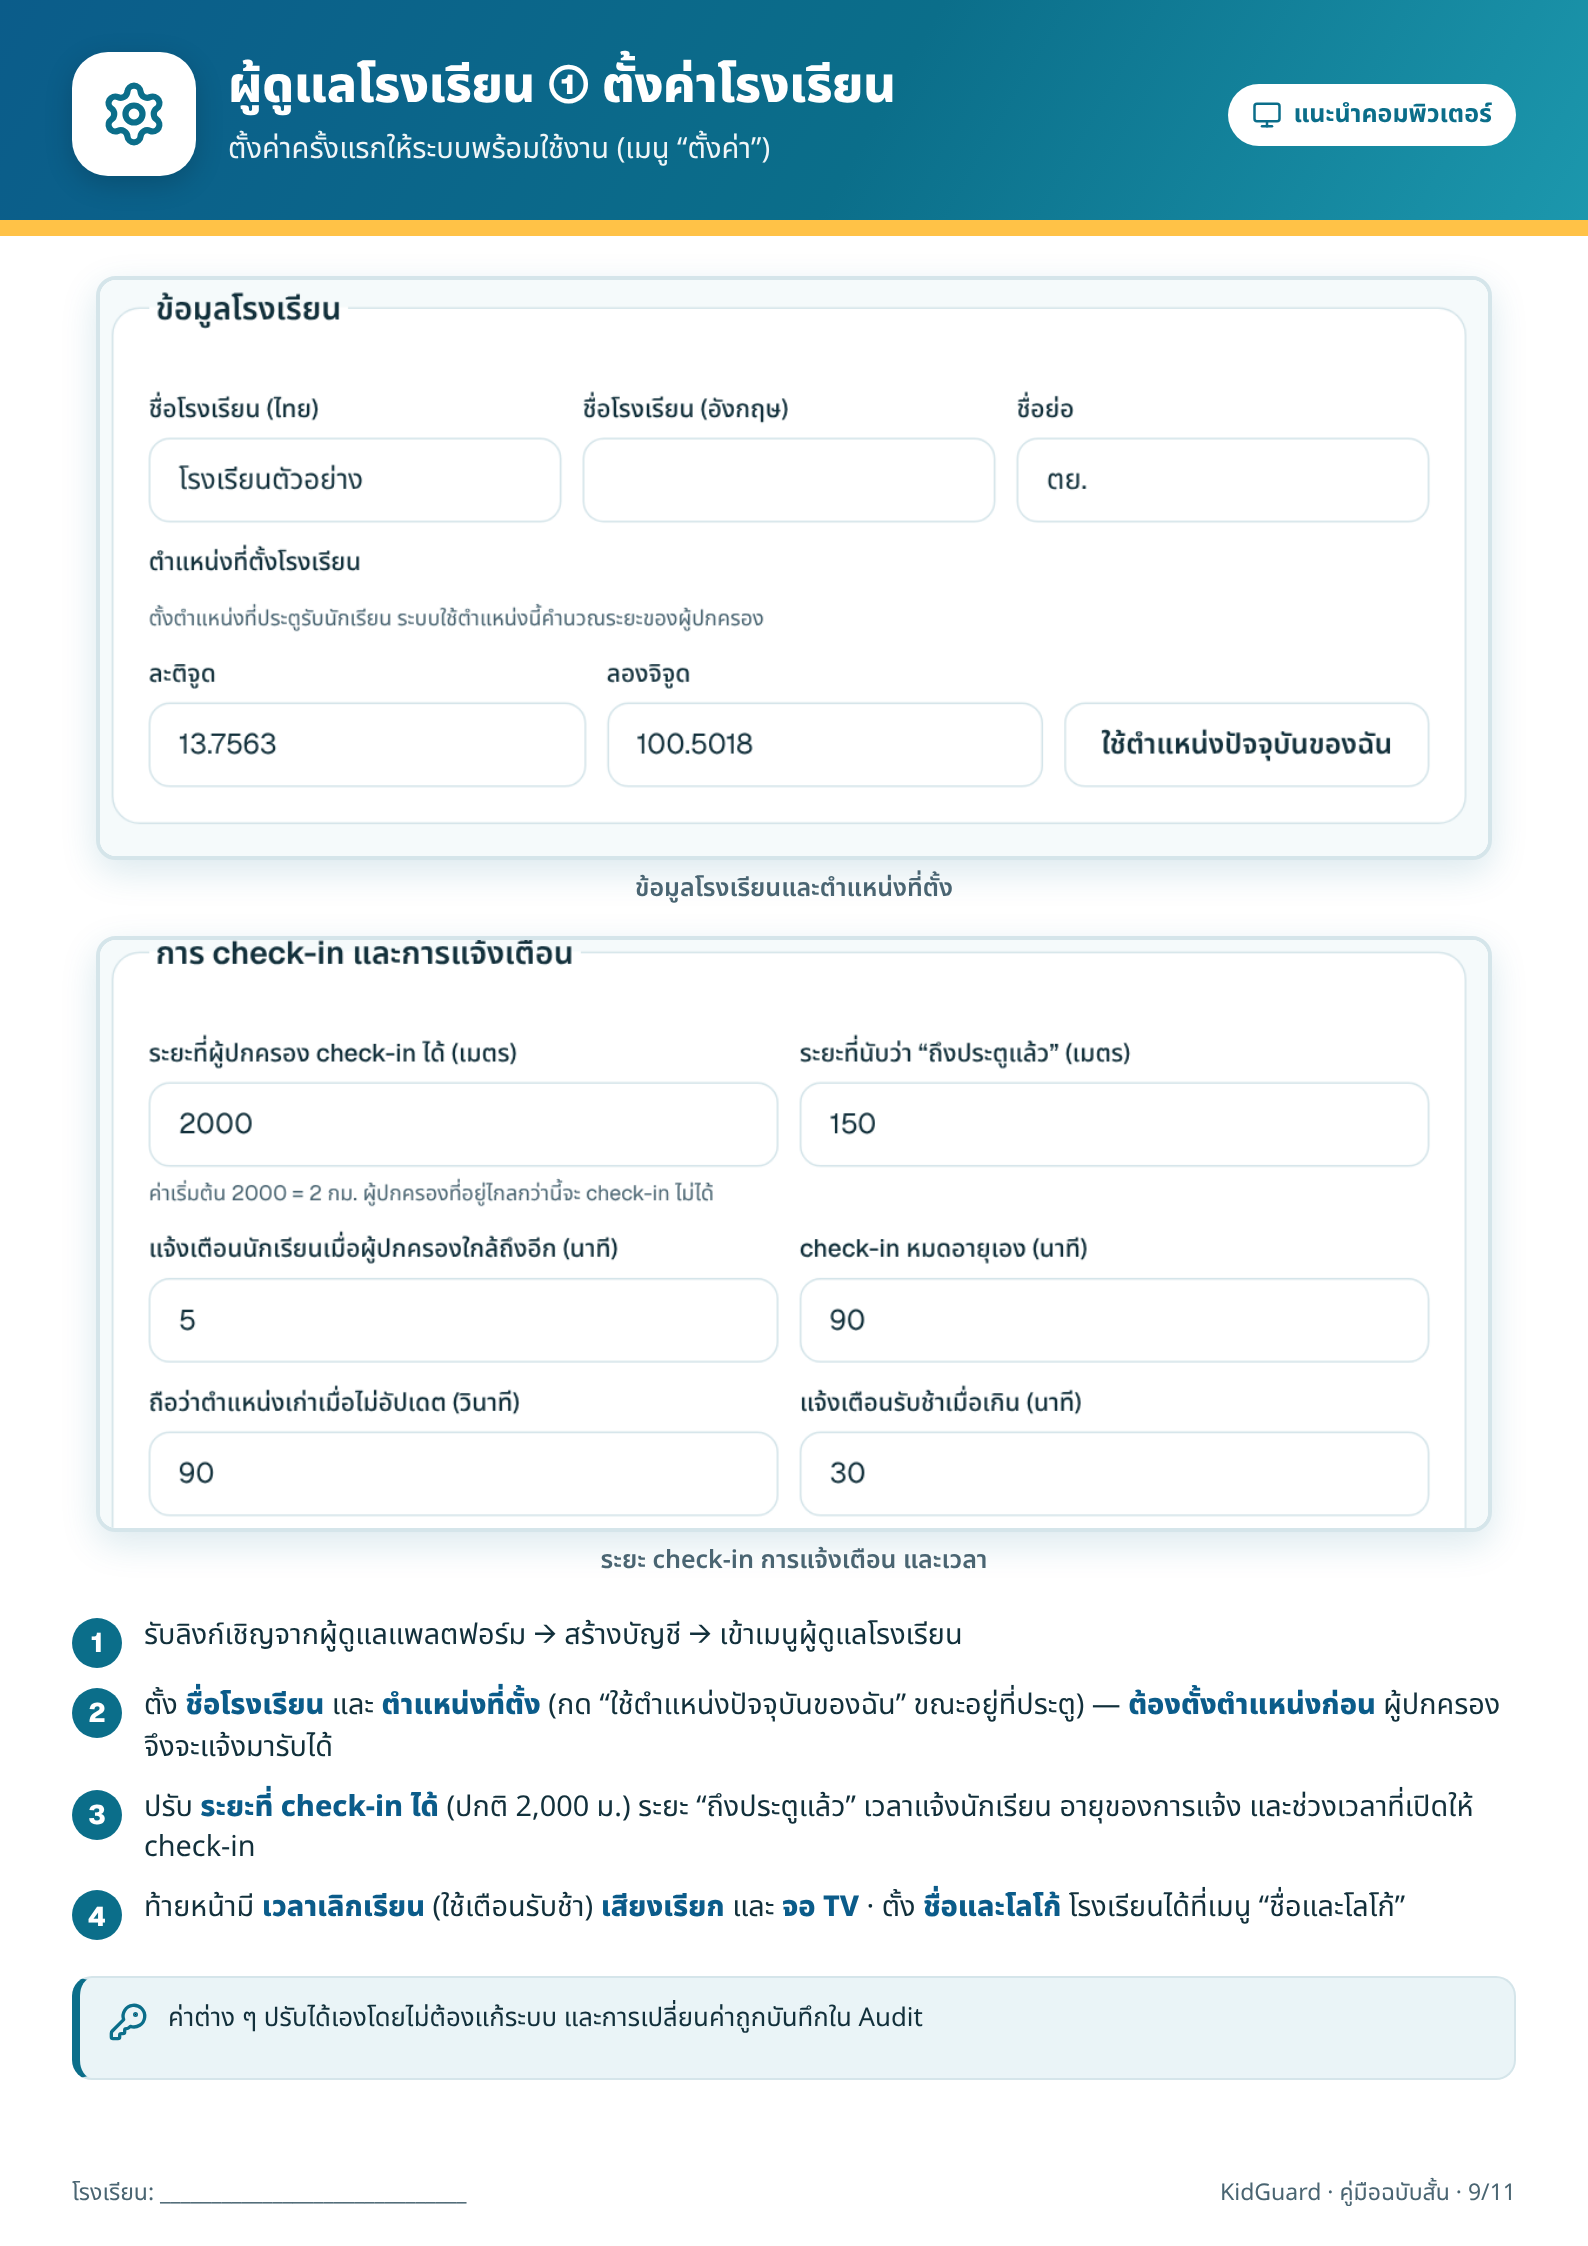 ผู้ดูแลโรงเรียน ① ตั้งค่าโรงเรียน
ตั้งค่าครั้งแรกให้ระบบพร้อมใช้งาน (เมนู “ตั้งค่า”)
แนะนำคอมพิวเตอร์
ข้อมูลโรงเรียน
ชื่อโรงเรียน (ไทย)
ชื่อโรงเรียน (อังกฤษ)
ชื่อย่อ
โรงเรียนตัวอย่าง
ตย.
ตำแหน่งที่ตั้งโรงเรียน
ตั้งตำแหน่งที่ประตูรับนักเรียน ระบบใช้ตำแหน่งนี้คำนวณระยะของผู้ปกครอง
ละติจูด
ลองจิจูด
13.7563
100.5018
ใช้ตำแหน่งปัจจุบันของฉัน
ข้อมูลโรงเรียนและตำแหน่งที่ตั้ง
การ check-in และการแจ้งเตือน
ระยะที่ผู้ปกครอง check-in ได้ (เมตร)
ระยะที่นับว่า “ถึงประตูแล้ว” (เมตร)
2000
150
ค่าเริ่มต้น 2000 = 2 กม. ผู้ปกครองที่อยู่ไกลกว่านี้จะ check-in ไม่ได้
แจ้งเตือนนักเรียนเมื่อผู้ปกครองใกล้ถึงอีก (นาที)
check-in หมดอายุเอง (นาที)
5
90
ถือว่าตำแหน่งเก่าเมื่อไม่อัปเดต (วินาที)
แจ้งเตือนรับช้าเมื่อเกิน (นาที)
90
30
ระยะ check-in การแจ้งเตือน และเวลา
1 รับลิงก์เชิญจากผู้ดูแลแพลตฟอร์ม → สร้างบัญชี → เข้าเมนูผู้ดูแลโรงเรียน
2 ตั้ง ชื่อโรงเรียน และ ตำแหน่งที่ตั้ง (กด “ใช้ตำแหน่งปัจจุบันของฉัน” ขณะอยู่ที่ประตู) — ต้องตั้งตำแหน่งก่อน ผู้ปกครอง
จึงจะแจ้งมารับได้
3 ปรับ ระยะที่ check-in ได้ (ปกติ 2,000 ม.) ระยะ “ถึงประตูแล้ว” เวลาแจ้งนักเรียน อายุของการแจ้ง และช่วงเวลาที่เปิดให้
check-in
4 ท้ายหน้ามี เวลาเลิกเรียน (ใช้เตือนรับช้า) เสียงเรียก และ จอ TV · ตั้ง ชื่อและโลโก้ โรงเรียนได้ที่เมนู “ชื่อและโลโก้”
ค่าต่าง ๆ ปรับได้เองโดยไม่ต้องแก้ระบบ และการเปลี่ยนค่าถูกบันทึกใน Audit
โรงเรียน: ____________________________
KidGuard · คู่มือฉบับสั้น · 9/11